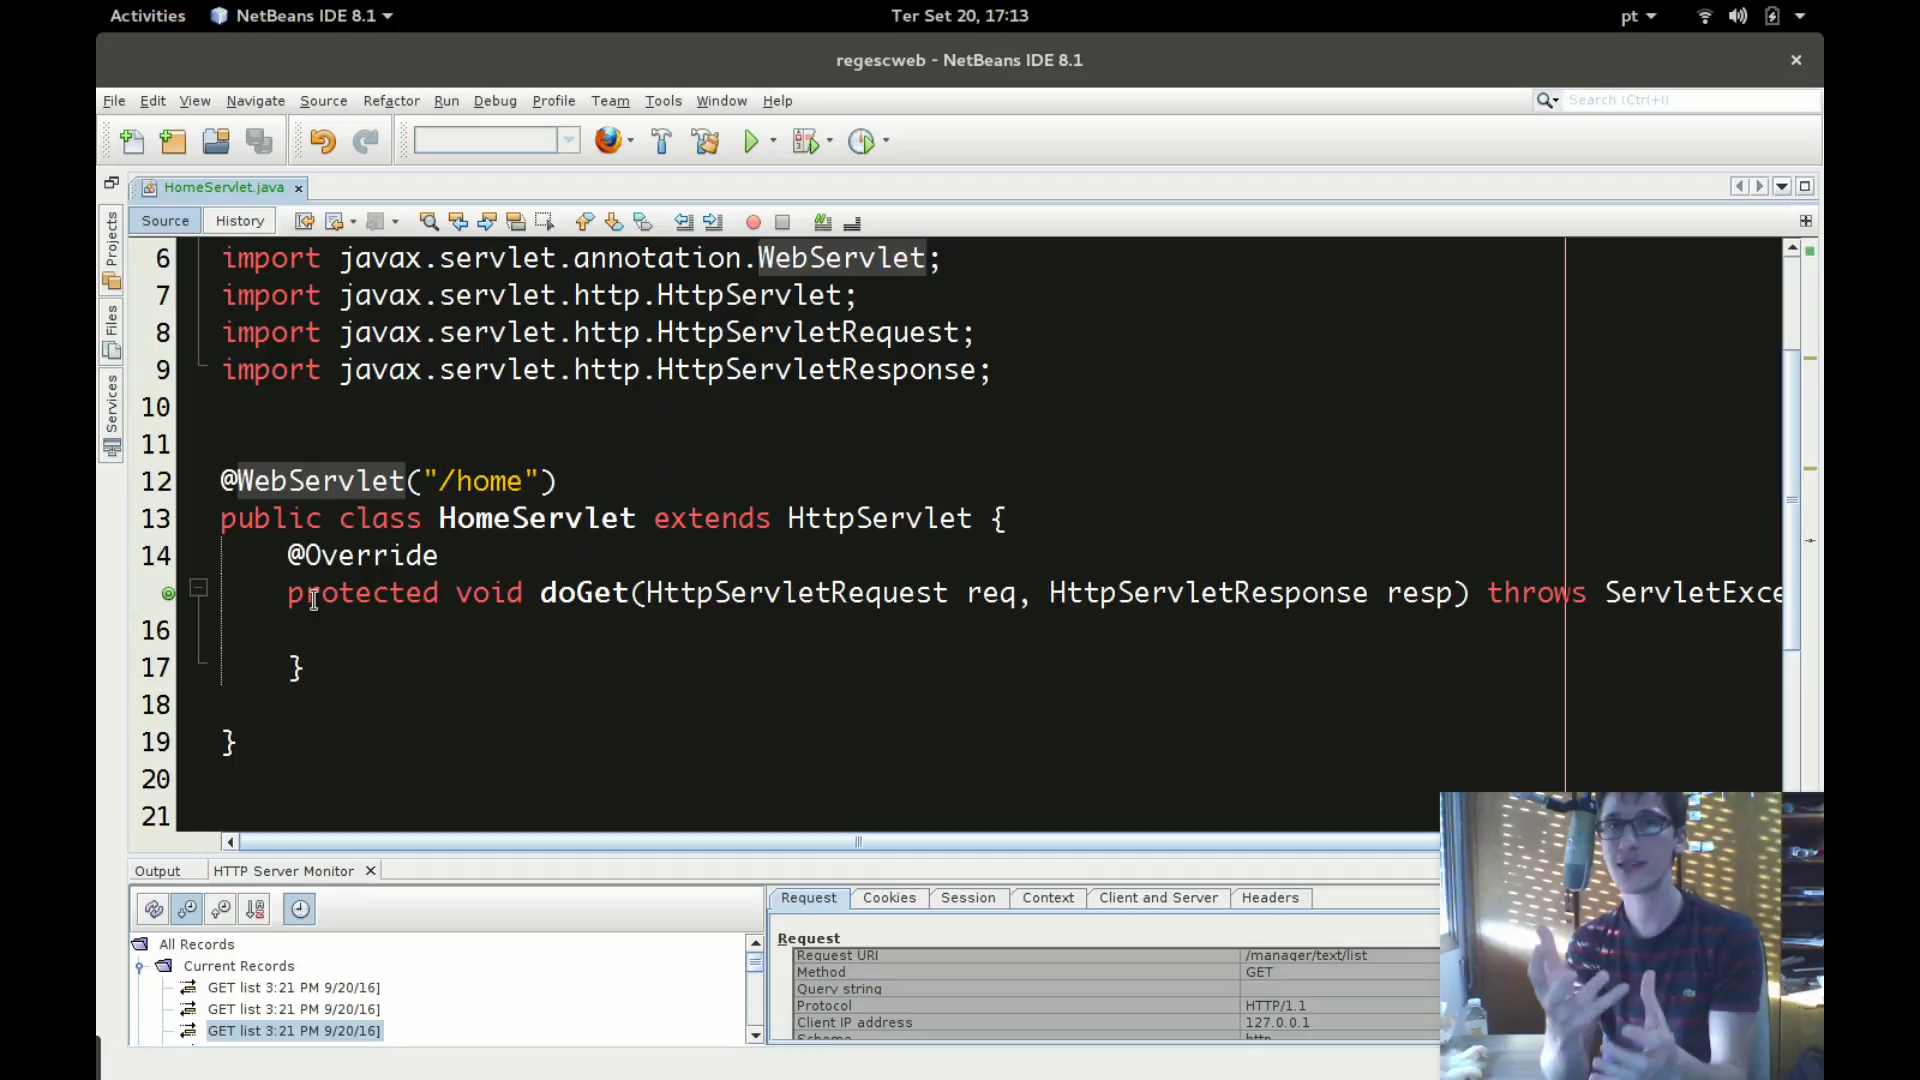 Activities NetBeans IDE 8.1 Ter Set 20, 17:13 pt
regescweb - NetBeans IDE 8.1
File Edit View Navigate Source Refactor Run Debug Profile Team Tools Window Help Search (Ctrl+I)
HomeServlet.java
Source History
Projects
Files
Services
6 import javax.servlet.annotation.WebServlet;
7 import javax.servlet.http.HttpServlet;
8 import javax.servlet.http.HttpServletRequest;
9 import javax.servlet.http.HttpServletResponse;
10
11
12 @WebServlet("/home")
13 public class HomeServlet extends HttpServlet {
14 @Override
protected void doGet(HttpServletRequest req, HttpServletResponse resp) throws ServletExce
16
17 }
18
19 }
20
21
Output HTTP Server Monitor
All Records
Current Records
GET list 3:21 PM 9/20/16]
GET list 3:21 PM 9/20/16]
GET list 3:21 PM 9/20/16]
Request Cookies Session Context Client and Server Headers
Request
Request URI /manager/text/list
Method GET
Query string
Protocol HTTP/1.1
Client IP address 127.0.0.1
Scheme http